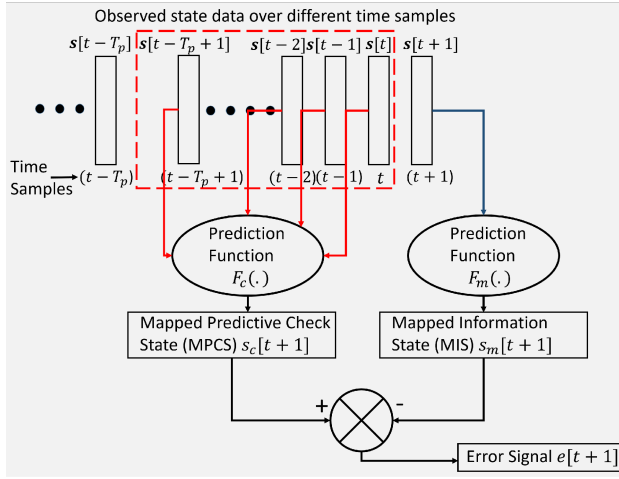 Observed state data over different time samples
s[t − T_p] s[t − T_p + 1] s[t − 2] s[t − 1] s[t] s[t + 1]
Time
Samples
(t − T_p) (t − T_p + 1) (t − 2) (t − 1) t (t + 1)
Prediction
Function
F_c(.)
Prediction
Function
F_m(.)
Mapped Predictive Check
State (MPCS) s_c[t + 1]
Mapped Information
State (MIS) s_m[t + 1]
+ -
Error Signal e[t + 1]